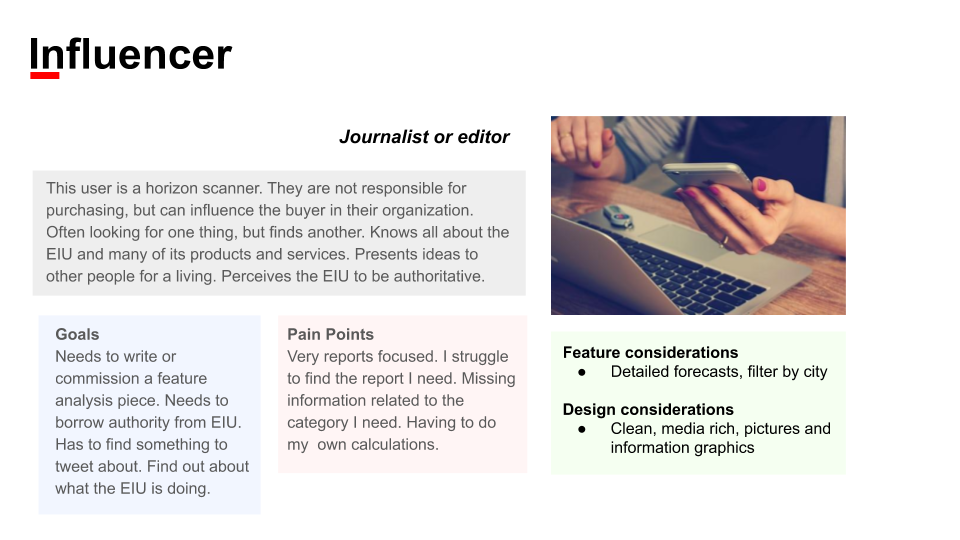 Influencer
Journalist or editor
This user is a horizon scanner. They are not responsible for
purchasing, but can influence the buyer in their organization.
Often looking for one thing, but finds another. Knows all about the
EIU and many of its products and services. Presents ideas to
other people for a living. Perceives the EIU to be authoritative.
Goals
Needs to write or
commission a feature
analysis piece. Needs to
borrow authority from EIU.
Has to find something to
tweet about. Find out about
what the EIU is doing.
Pain Points
Very reports focused. I struggle
to find the report I need. Missing
information related to the
category I need. Having to do
my  own calculations.
Feature considerations
● Detailed forecasts, filter by city
Design considerations
● Clean, media rich, pictures and
information graphics